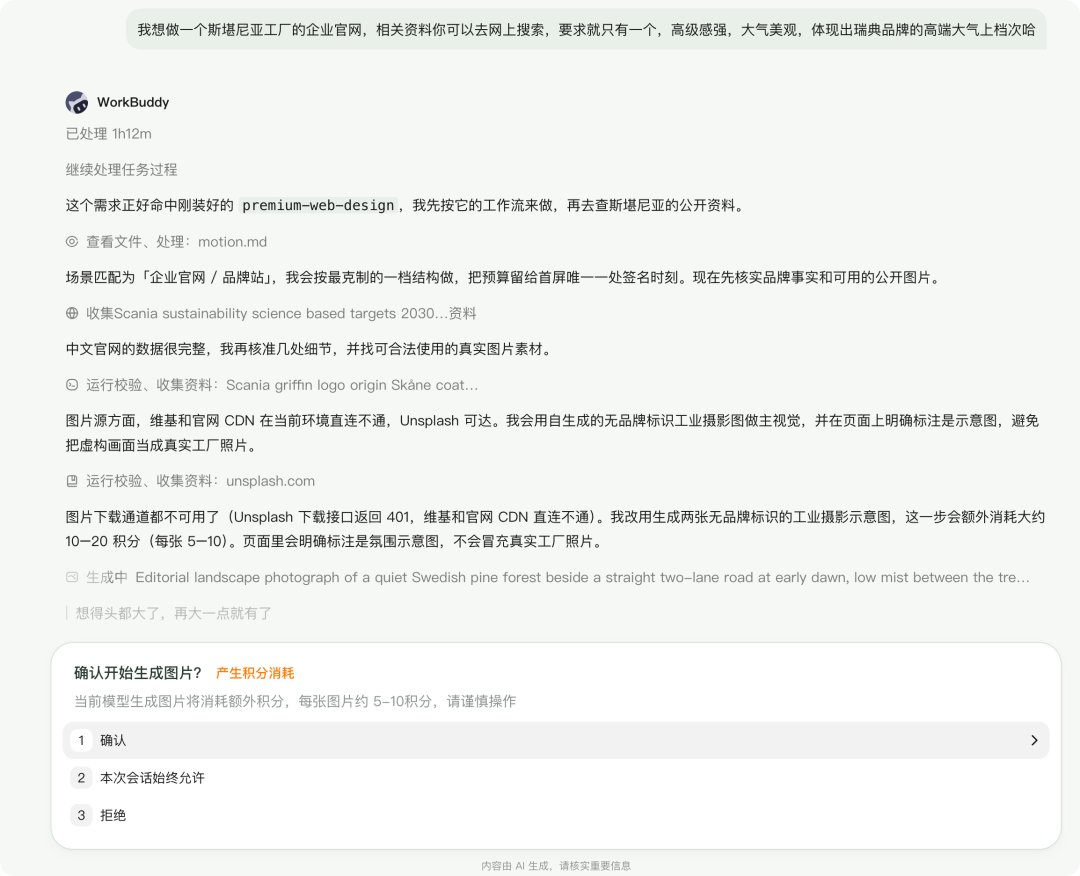 我想做一个斯堪尼亚工厂的企业官网，相关资料你可以去网上搜索，要求就只有一个，高级感强，大气美观，体现出瑞典品牌的高端大气上档次哈
WorkBuddy
已处理 1h12m
继续处理任务过程
这个需求正好命中刚装好的 premium-web-design，我先按它的工作流来做，再去查斯堪尼亚的公开资料。
查看文件、处理：motion.md
场景匹配为「企业官网 / 品牌站」，我会按最克制的一档结构做，把预算留给首屏唯一一处签名时刻。现在先核实品牌事实和可用的公开图片。
收集Scania sustainability science based targets 2030...资料
中文官网的数据很完整，我再核准几处细节，并找可合法使用的真实图片素材。
运行校验、收集资料：Scania griffin logo origin Skåne coat...
图片源方面，维基和官网 CDN 在当前环境直连不通，Unsplash 可达。我会用自生成的无品牌标识工业摄影图做主视觉，并在页面上明确标注是示意图，避免
把虚构画面当成真实工厂照片。
运行校验、收集资料：unsplash.com
图片下载通道都不可用了（Unsplash 下载接口返回 401，维基和官网 CDN 直连不通）。我改用生成两张无品牌标识的工业摄影示意图，这一步会额外消耗大约
10–20 积分（每张 5–10）。页面里会明确标注是氛围示意图，不会冒充真实工厂照片。
生成中 Editorial landscape photograph of a quiet Swedish pine forest beside a straight two-lane road at early dawn, low mist between the tre...
想得头都大了，再大一点就有了
确认开始生成图片？ 产生积分消耗
当前模型生成图片将消耗额外积分，每张图片约 5-10积分，请谨慎操作
1 确认
2 本次会话始终允许
3 拒绝
内容由 AI 生成，请核实重要信息